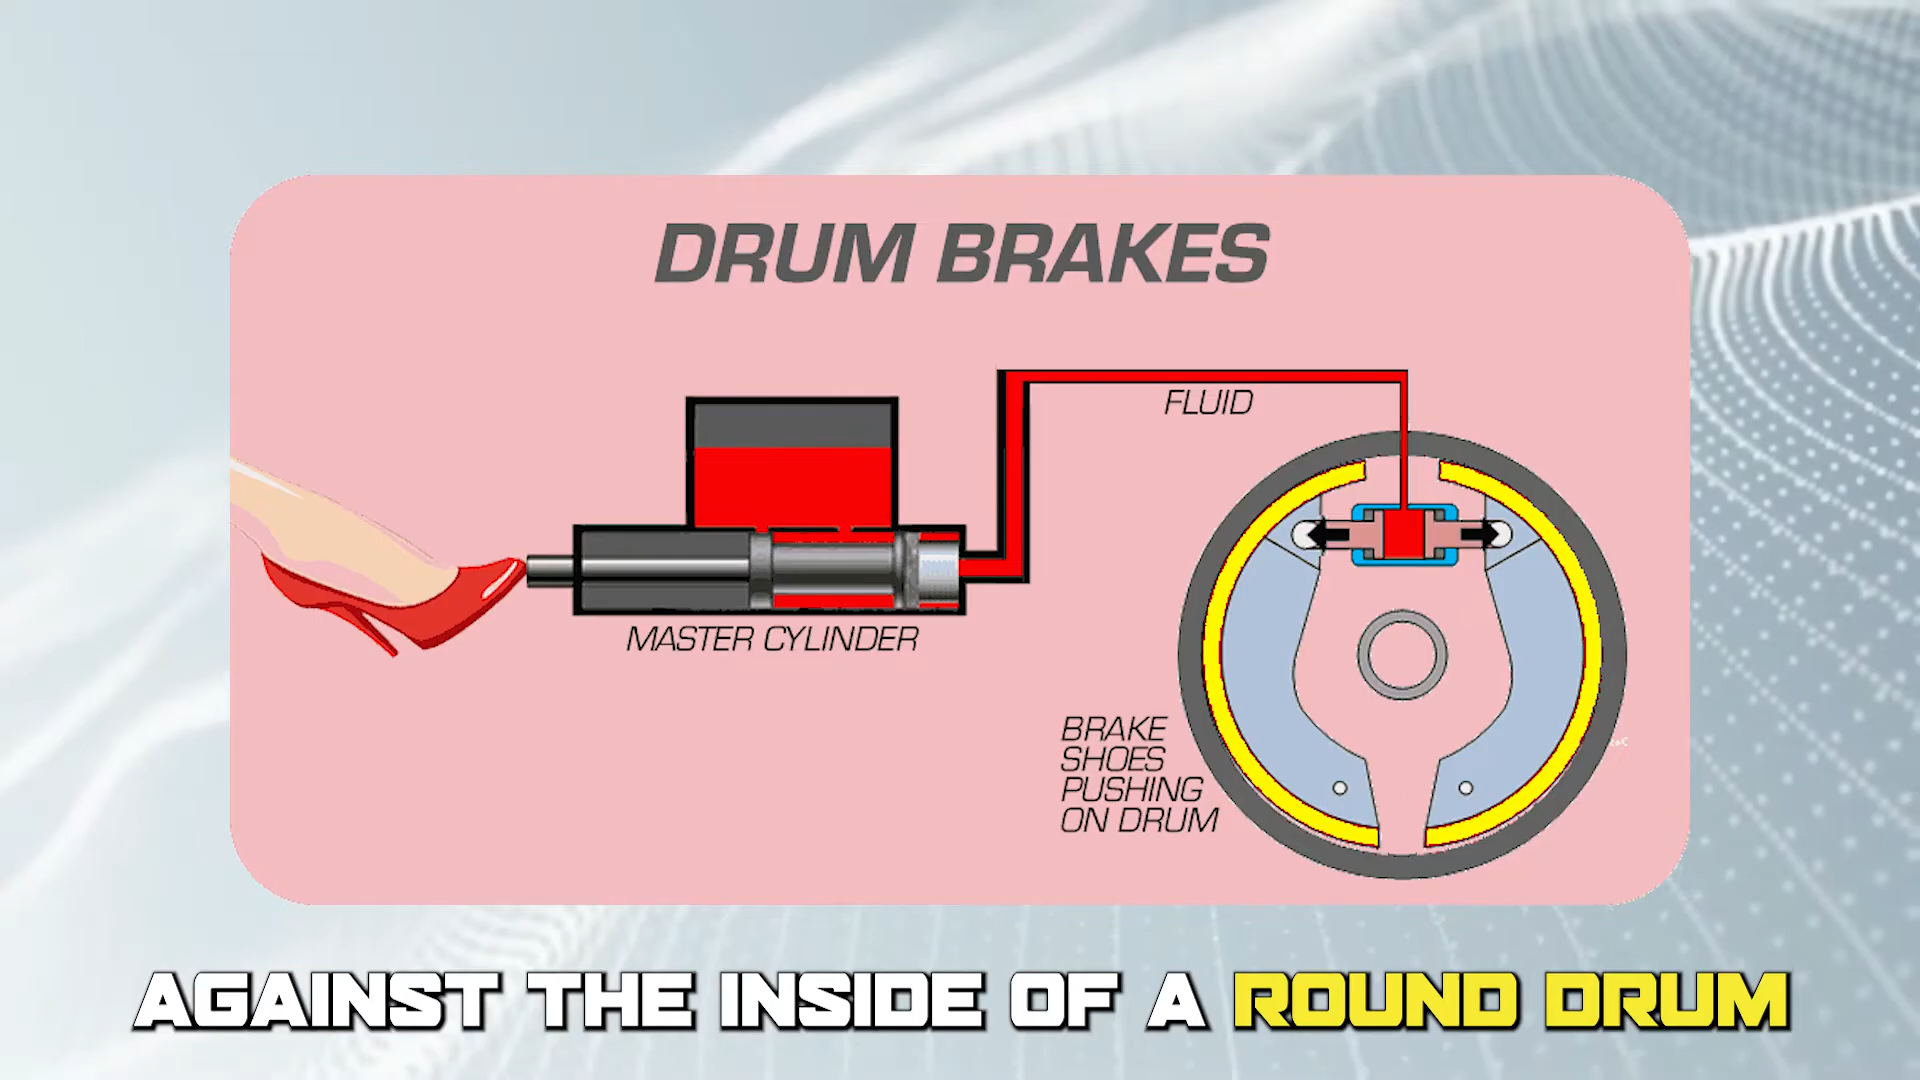 DRUM BRAKES
FLUID
MASTER CYLINDER
BRAKE
SHOES
PUSHING
ON DRUM
AGAINST THE INSIDE OF A ROUND DRUM